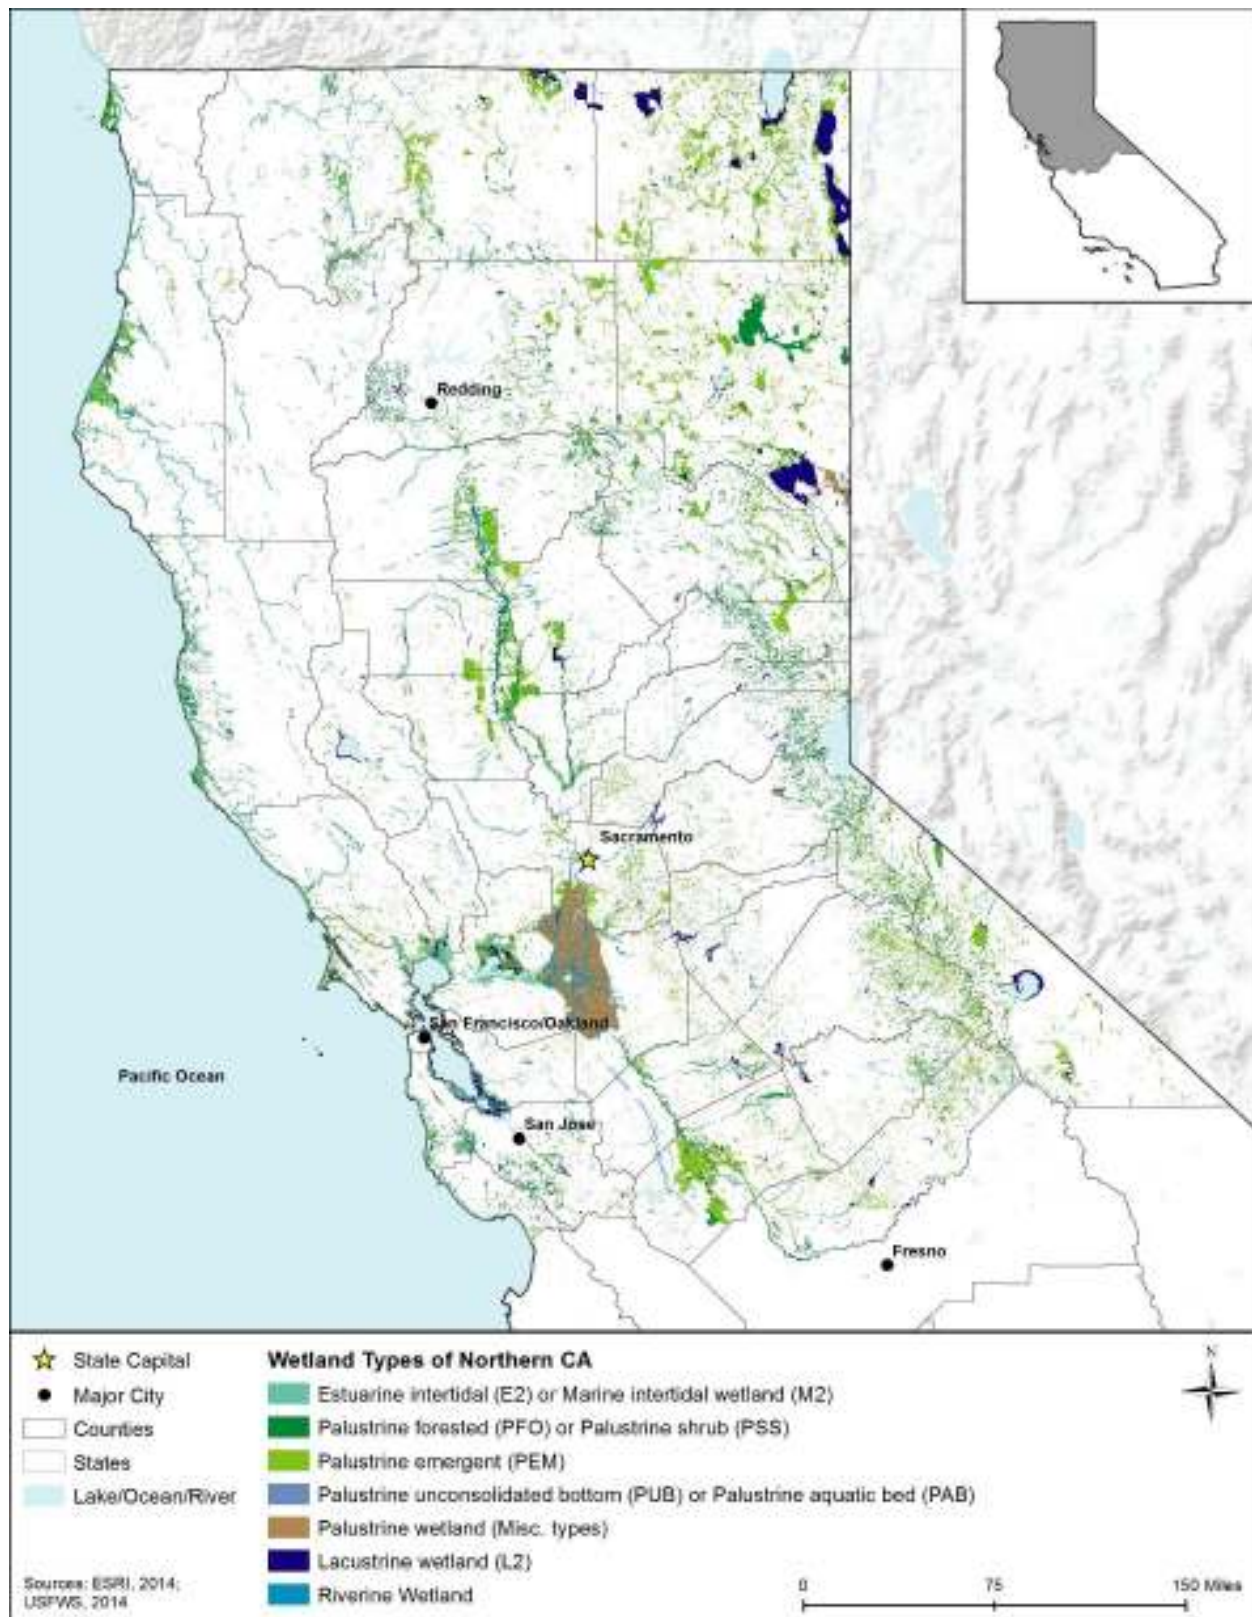 Redding
Sacramento
San Francisco/Oakland
Pacific Ocean
San Jose
Fresno
State Capital
Major City
Counties
States
Lake/Ocean/River
Sources: ESRI, 2014;
USFWS, 2014
Wetland Types of Northern CA
Estuarine intertidal (E2) or Marine intertidal wetland (M2)
Palustrine forested (PFO) or Palustrine shrub (PSS)
Palustrine emergent (PEM)
Palustrine unconsolidated bottom (PUB) or Palustrine aquatic bed (PAB)
Palustrine wetland (Misc. types)
Lacustrine wetland (L2)
Riverine Wetland
N
0 75 150 Miles